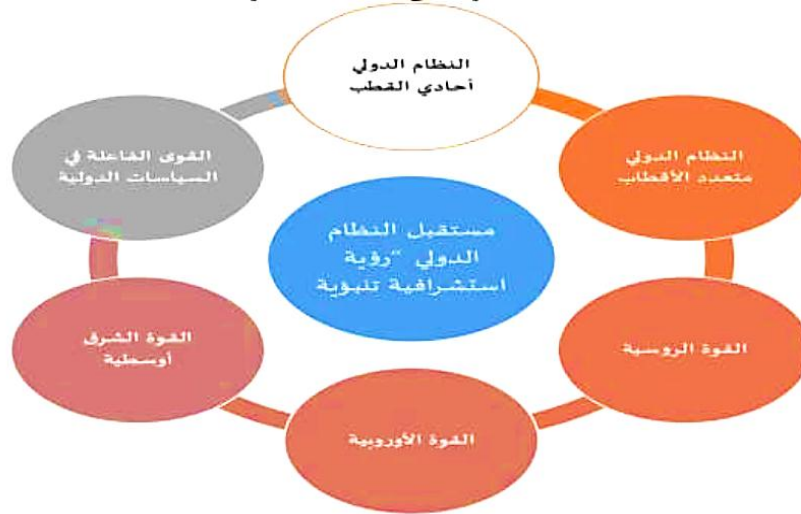 النظام الدولي
أحادي القطب
النظام الدولي
متعدد الأقطاب
القوة الروسية
القوة الأوروبية
القوة الشرق
أوسطية
القوى الفاعلة في
السياسات الدولية
مستقبل النظام
الدولي "رؤية
استشرافية تنبؤية